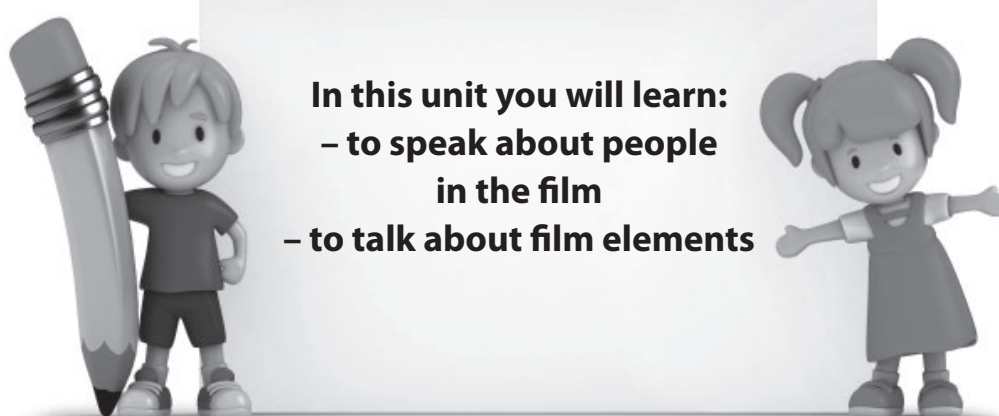 In this unit you will learn:
– to speak about people
in the film
– to talk about film elements